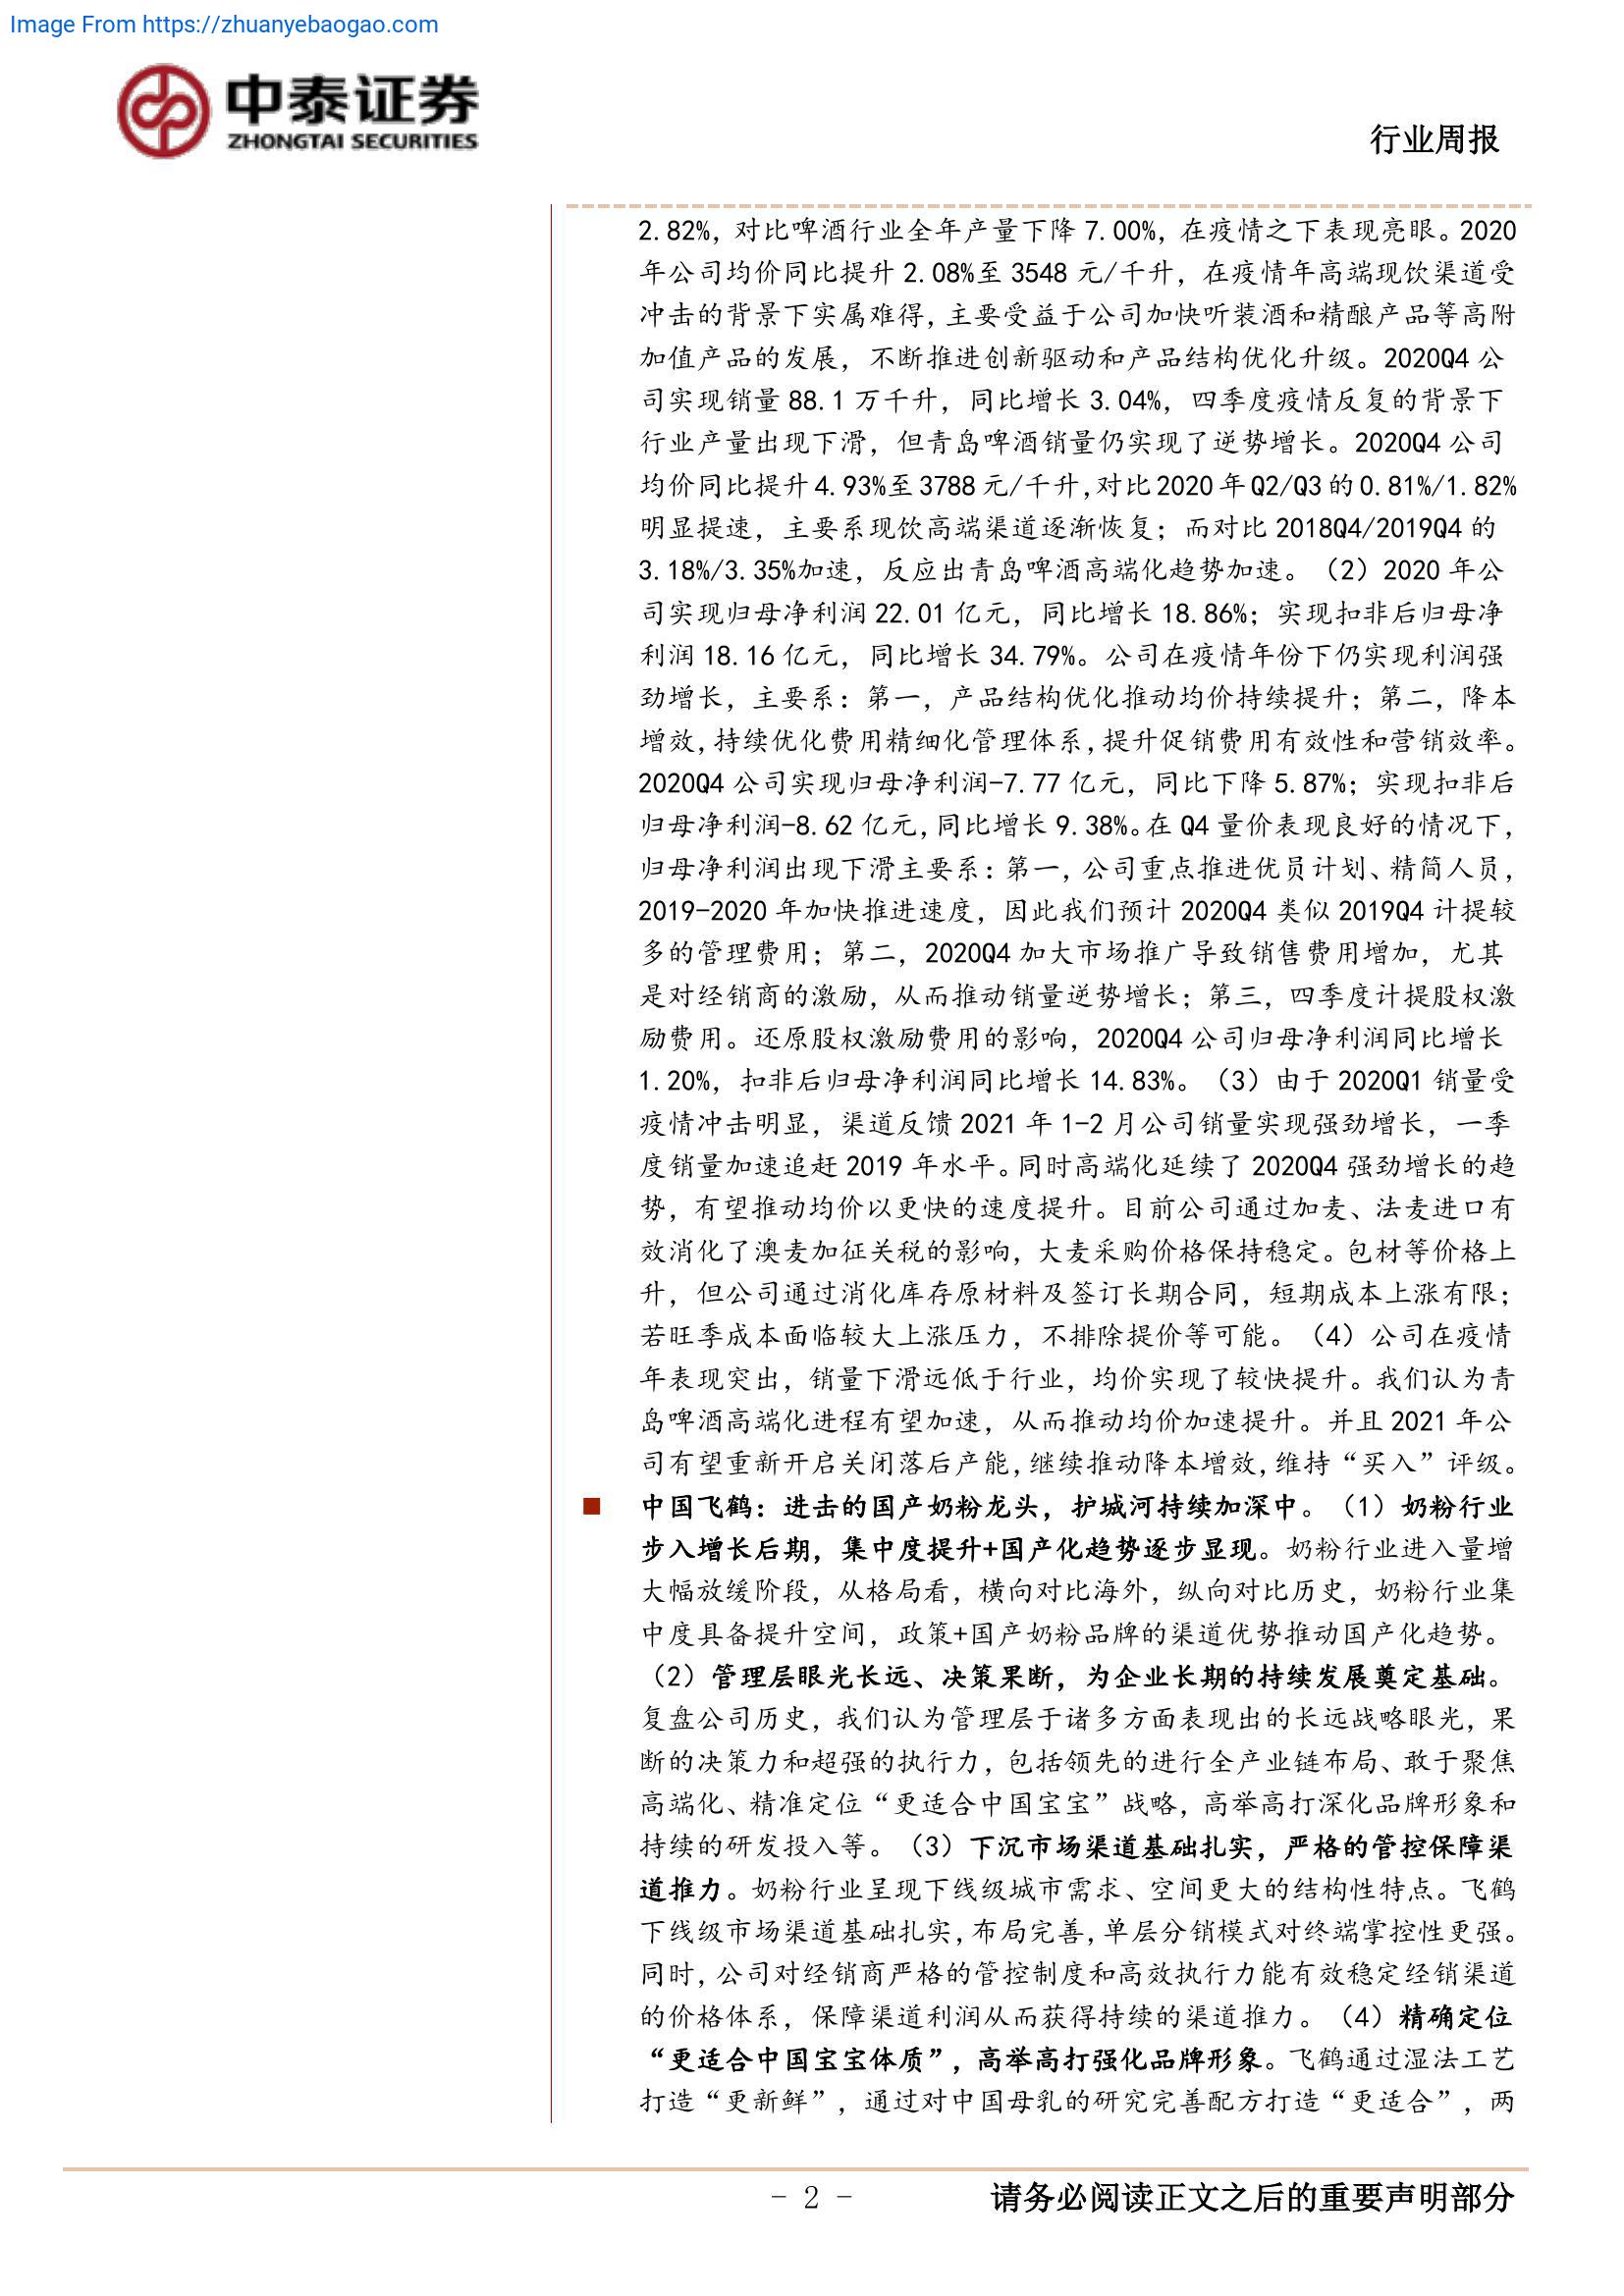 Image From https://zhuanyebaogao.com
中泰证券
ZHONGTAI SECURITIES
行业周报
2.82%，对比啤酒行业全年产量下降 7.00%，在疫情之下表现亮眼。2020
年公司均价同比提升 2.08%至 3548 元/千升，在疫情年高端现饮渠道受
冲击的背景下实属难得，主要受益于公司加快听装酒和精酿产品等高附
加值产品的发展，不断推进创新驱动和产品结构优化升级。2020Q4 公
司实现销量 88.1 万千升，同比增长 3.04%，四季度疫情反复的背景下
行业产量出现下滑，但青岛啤酒销量仍实现了逆势增长。2020Q4 公司
均价同比提升 4.93%至 3788 元/千升，对比 2020 年 Q2/Q3 的 0.81%/1.82%
明显提速，主要系现饮高端渠道逐渐恢复；而对比 2018Q4/2019Q4 的
3.18%/3.35%加速，反应出青岛啤酒高端化趋势加速。（2）2020 年公
司实现归母净利润 22.01 亿元，同比增长 18.86%；实现扣非后归母净
利润 18.16 亿元，同比增长 34.79%。公司在疫情年份下仍实现利润强
劲增长，主要系：第一，产品结构优化推动均价持续提升；第二，降本
增效，持续优化费用精细化管理体系，提升促销费用有效性和营销效率。
2020Q4 公司实现归母净利润-7.77 亿元，同比下降 5.87%；实现扣非后
归母净利润-8.62 亿元，同比增长 9.38%。在 Q4 量价表现良好的情况下，
归母净利润出现下滑主要系：第一，公司重点推进优员计划、精简人员，
2019-2020 年加快推进速度，因此我们预计 2020Q4 类似 2019Q4 计提较
多的管理费用；第二，2020Q4 加大市场推广导致销售费用增加，尤其
是对经销商的激励，从而推动销量逆势增长；第三，四季度计提股权激
励费用。还原股权激励费用的影响，2020Q4 公司归母净利润同比增长
1.20%，扣非后归母净利润同比增长 14.83%。（3）由于 2020Q1 销量受
疫情冲击明显，渠道反馈 2021 年 1-2 月公司销量实现强劲增长，一季
度销量加速追赶 2019 年水平。同时高端化延续了 2020Q4 强劲增长的趋
势，有望推动均价以更快的速度提升。目前公司通过加麦、法麦进口有
效消化了澳麦加征关税的影响，大麦采购价格保持稳定。包材等价格上
升，但公司通过消化库存原材料及签订长期合同，短期成本上涨有限；
若旺季成本面临较大上涨压力，不排除提价等可能。（4）公司在疫情
年表现突出，销量下滑远低于行业，均价实现了较快提升。我们认为青
岛啤酒高端化进程有望加速，从而推动均价加速提升。并且 2021 年公
司有望重新开启关闭落后产能，继续推动降本增效，维持“买入”评级。
■ 中国飞鹤：进击的国产奶粉龙头，护城河持续加深中。（1）奶粉行业
步入增长后期，集中度提升+国产化趋势逐步显现。奶粉行业进入量增
大幅放缓阶段，从格局看，横向对比海外，纵向对比历史，奶粉行业集
中度具备提升空间，政策+国产奶粉品牌的渠道优势推动国产化趋势。
（2）管理层眼光长远、决策果断，为企业长期的持续发展奠定基础。
复盘公司历史，我们认为管理层于诸多方面表现出的长远战略眼光，果
断的决策力和超强的执行力，包括领先的进行全产业链布局、敢于聚焦
高端化、精准定位“更适合中国宝宝”战略，高举高打深化品牌形象和
持续的研发投入等。（3）下沉市场渠道基础扎实，严格的管控保障渠
道推力。奶粉行业呈现下线级城市需求、空间更大的结构性特点。飞鹤
下线级市场渠道基础扎实，布局完善，单层分销模式对终端掌控性更强。
同时，公司对经销商严格的管控制度和高效执行力能有效稳定经销渠道
的价格体系，保障渠道利润从而获得持续的渠道推力。（4）精确定位
“更适合中国宝宝体质”，高举高打强化品牌形象。飞鹤通过湿法工艺
打造“更新鲜”，通过对中国母乳的研究完善配方打造“更适合”，两
- 2 -
请务必阅读正文之后的重要声明部分